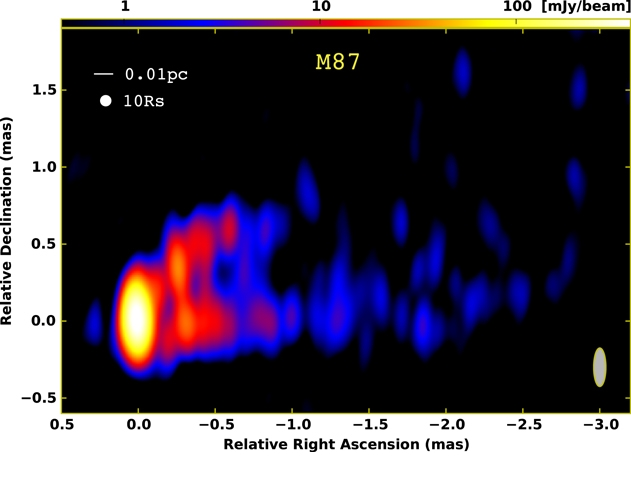 1 10 100 [mJy/beam]
M87
0.01pc
10Rs
Relative Declination (mas)
1.5
1.0
0.5
0.0
−0.5
0.5 0.0 −0.5 −1.0 −1.5 −2.0 −2.5 −3.0
Relative Right Ascension (mas)